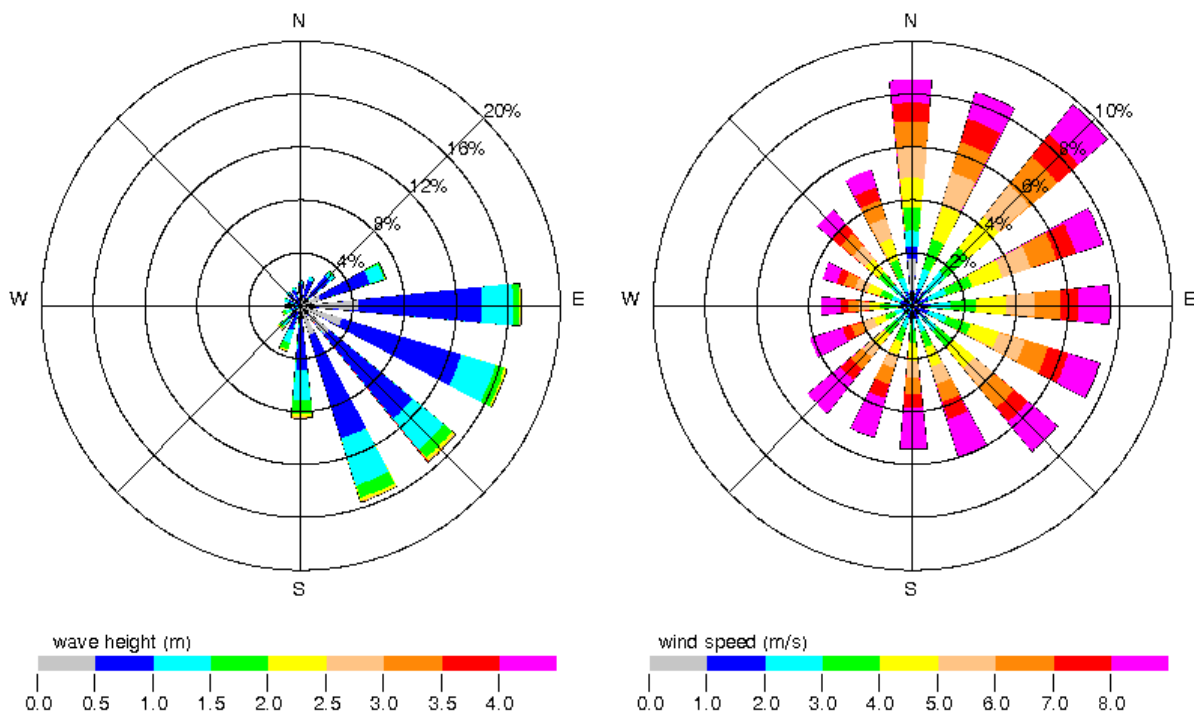 N
N
20%
16%
12%
8%
4%
10%
8%
6%
4%
2%
W
E
W
E
S
S
wave height (m)
0.0 0.5 1.0 1.5 2.0 2.5 3.0 3.5 4.0
wind speed (m/s)
0.0 1.0 2.0 3.0 4.0 5.0 6.0 7.0 8.0